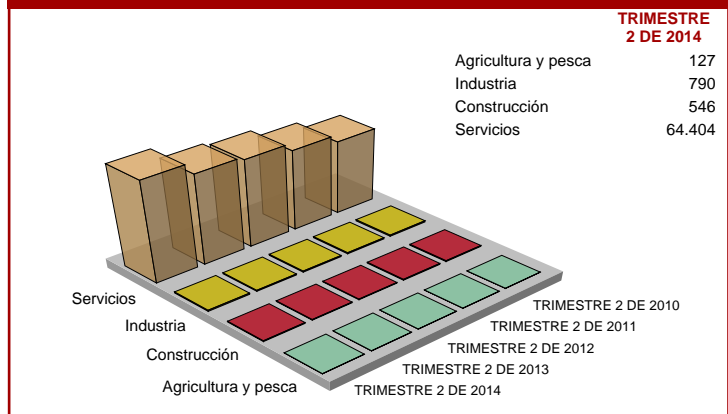 TRIMESTRE
2 DE 2014
Agricultura y pesca 127
Industria 790
Construcción 546
Servicios 64.404
Servicios
Industria
Construcción
Agricultura y pesca
TRIMESTRE 2 DE 2010
TRIMESTRE 2 DE 2011
TRIMESTRE 2 DE 2012
TRIMESTRE 2 DE 2013
TRIMESTRE 2 DE 2014